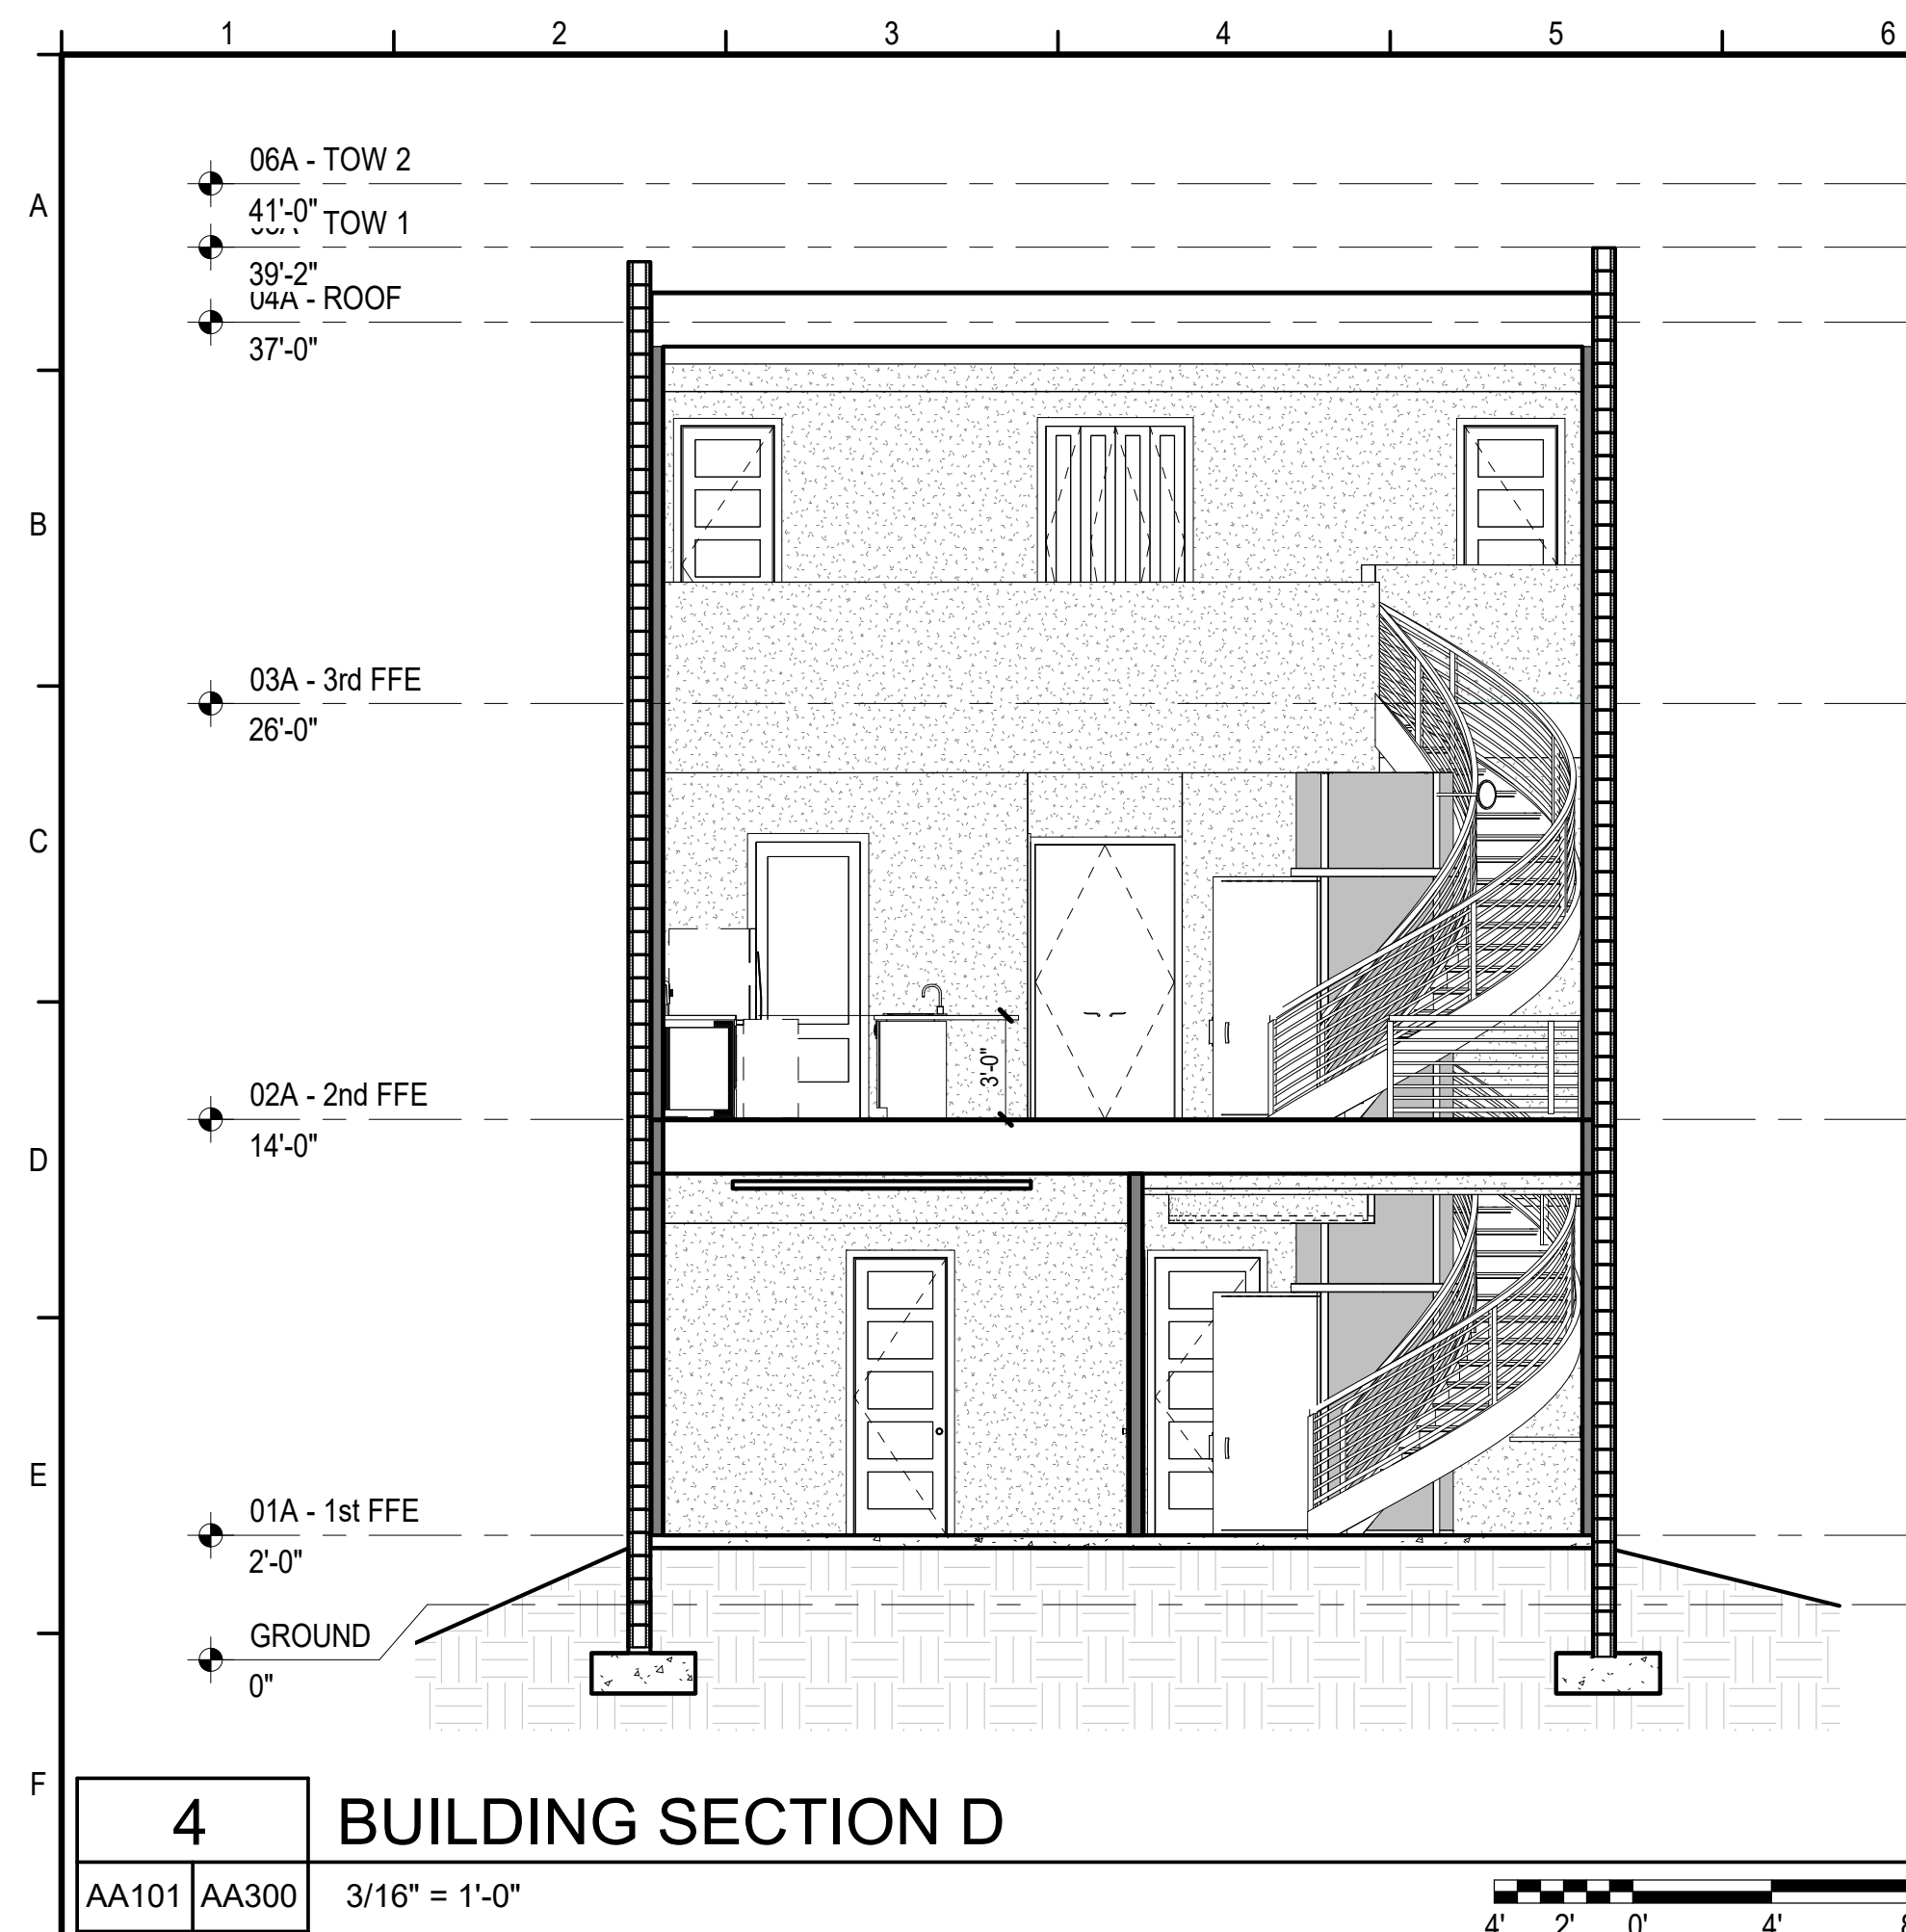 1 2 3 4 5 6
A
B
C
D
E
F
06A - TOW 2
41'-0"
TOW 1
39'-2"
04A - ROOF
37'-0"
03A - 3rd FFE
26'-0"
02A - 2nd FFE
14'-0"
3'-0"
01A - 1st FFE
2'-0"
GROUND
0"
4
BUILDING SECTION D
AA101 AA300
3/16" = 1'-0"
4' 2' 0' 4' 8